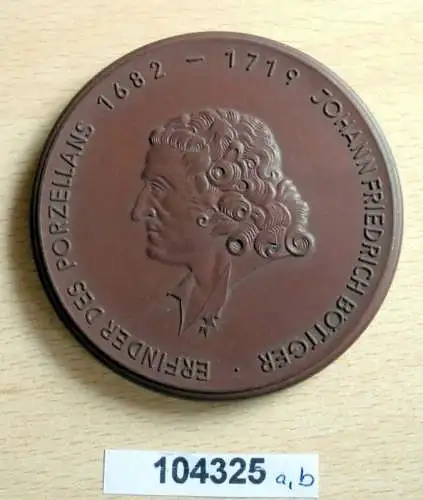 JOHANN FRIEDRICH BÖTTGER · ERFINDER DES PORZELLANS 1682 – 1719
104325 a, b